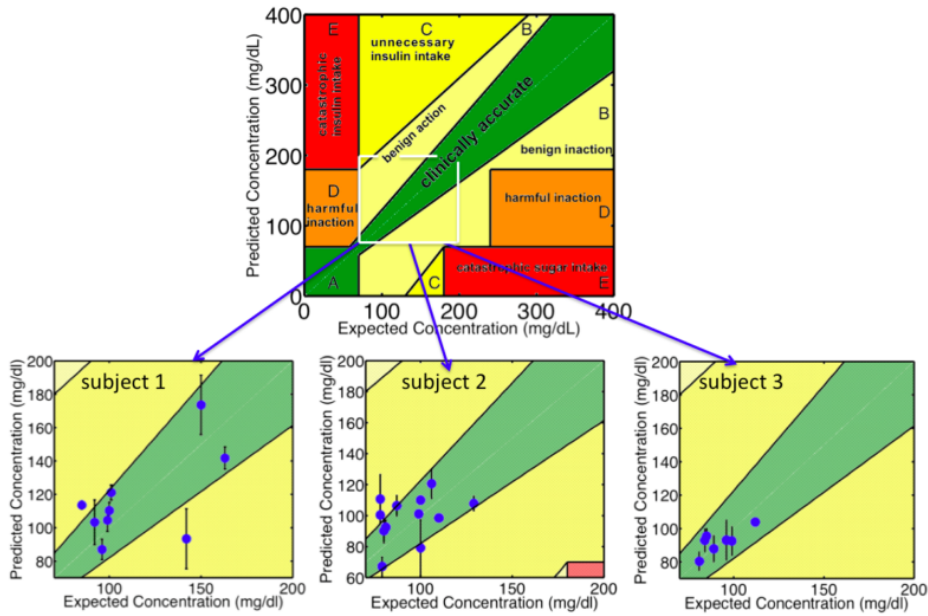 Predicted Concentration (mg/dL)
400
300
200
100
0
E
catastrophic
insulin intake
C
unnecessary
insulin intake
B
benign action
clinically accurate
B
benign inaction
D
harmful
inaction
harmful inaction
D
A
C
catastrophic sugar intake
E
0 100 200 300 400
Expected Concentration (mg/dL)
Predicted Concentration (mg/dl)
200
180
160
140
120
100
80
subject 1
100 150 200
Expected Concentration (mg/dl)
Predicted Concentration (mg/dl)
200
180
160
140
120
100
80
60
subject 2
100 150 200
Expected Concentration (mg/dl)
Predicted Concentration (mg/dl)
200
180
160
140
120
100
80
subject 3
100 150 200
Expected Concentration (mg/dl)